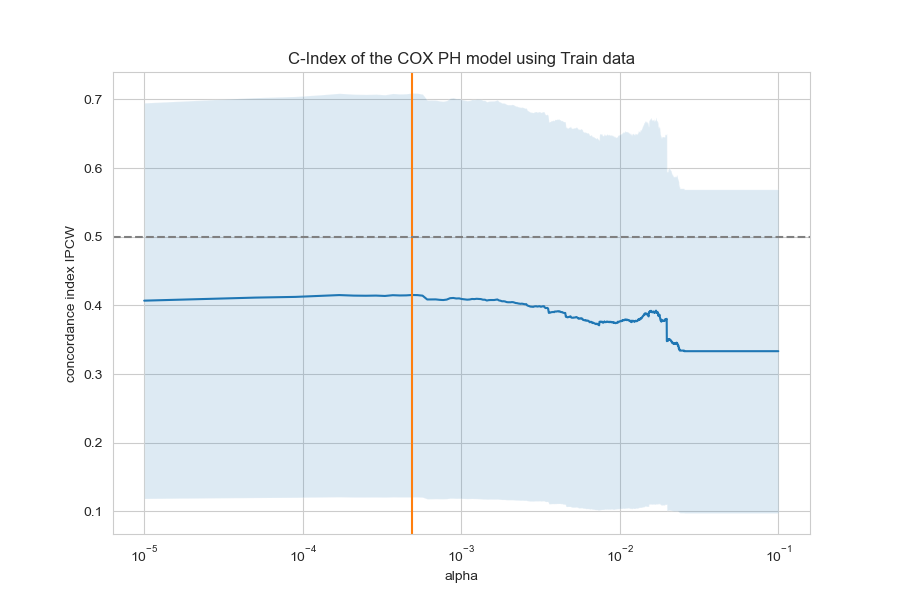 C-Index of the COX PH model using Train data
concordance index IPCW
0.7
0.6
0.5
0.4
0.3
0.2
0.1
10⁻⁵ 10⁻⁴ 10⁻³ 10⁻² 10⁻¹
alpha